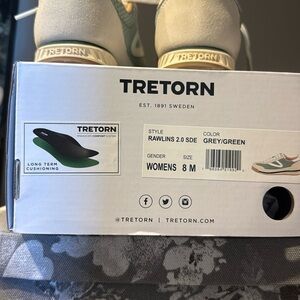 TRETORN
TRETORN
TRETORN
EST. 1891 SWEDEN
TRETORN
LONG TERM
CUSHIONING
STYLE
RAWLINS 2.0 SDE
COLOR
GREY/GREEN
GENDER
WOMENS
SIZE
8 M
@TRETORN | TRETORN.COM